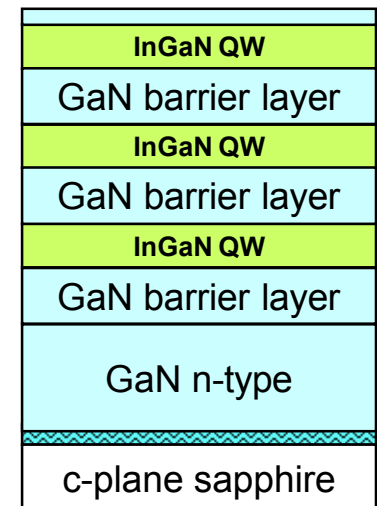 InGaN QW
GaN barrier layer
InGaN QW
GaN barrier layer
InGaN QW
GaN barrier layer
GaN n-type
c-plane sapphire